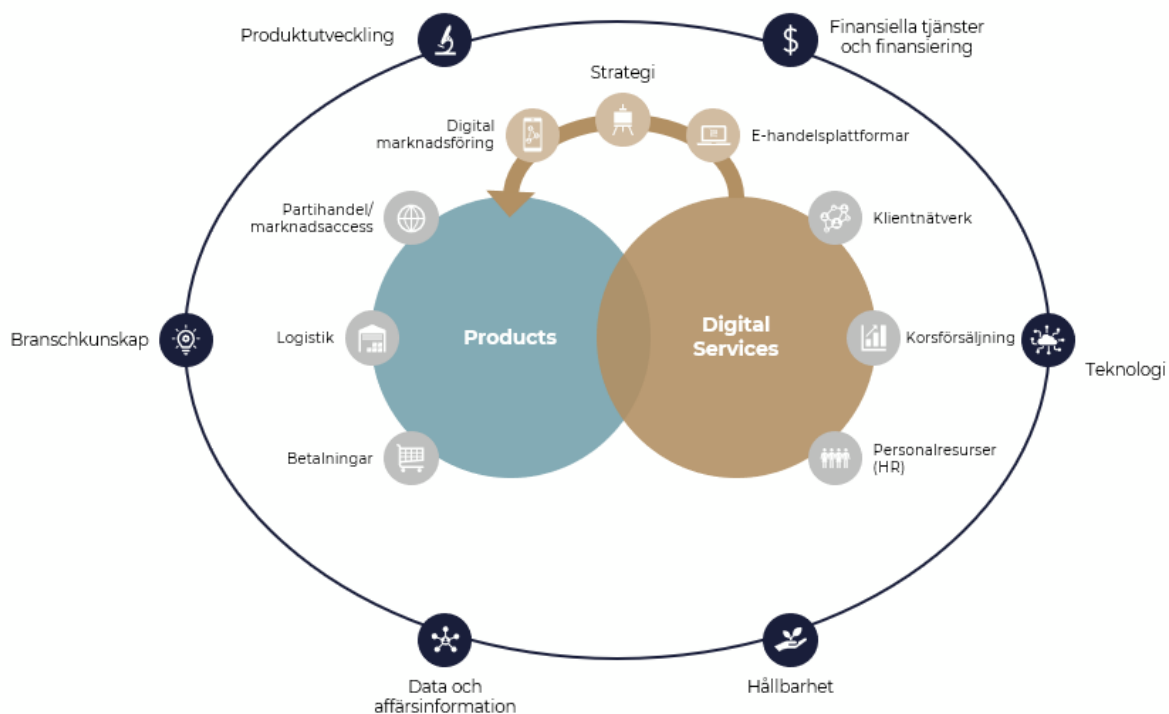 Produktutveckling
Finansiella tjänster
och finansiering
Strategi
Digital
marknadsföring
E-handelsplattformar
Partihandel/
marknadsaccess
Klientnätverk
Branschkunskap
Logistik
Products
Digital
Services
Korsförsäljning
Teknologi
Betalningar
Personalresurser
(HR)
Data och
affärsinformation
Hållbarhet